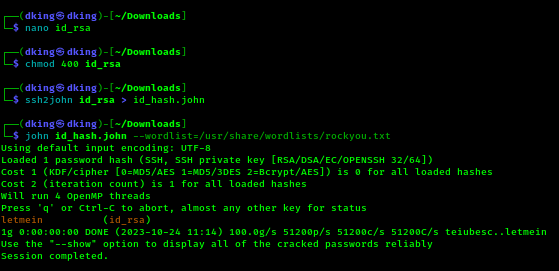 ┌──(dking㉿dking)-[~/Downloads]
└─$ nano id_rsa
┌──(dking㉿dking)-[~/Downloads]
└─$ chmod 400 id_rsa
┌──(dking㉿dking)-[~/Downloads]
└─$ ssh2john id_rsa > id_hash.john
┌──(dking㉿dking)-[~/Downloads]
└─$ john id_hash.john --wordlist=/usr/share/wordlists/rockyou.txt
Using default input encoding: UTF-8
Loaded 1 password hash (SSH, SSH private key [RSA/DSA/EC/OPENSSH 32/64])
Cost 1 (KDF/cipher [0=MD5/AES 1=MD5/3DES 2=Bcrypt/AES]) is 0 for all loaded hashes
Cost 2 (iteration count) is 1 for all loaded hashes
Will run 4 OpenMP threads
Press 'q' or Ctrl-C to abort, almost any other key for status
letmein          (id_rsa)
1g 0:00:00:00 DONE (2023-10-24 11:14) 100.0g/s 51200p/s 51200c/s 51200C/s teiubesc..letmein
Use the "--show" option to display all of the cracked passwords reliably
Session completed.